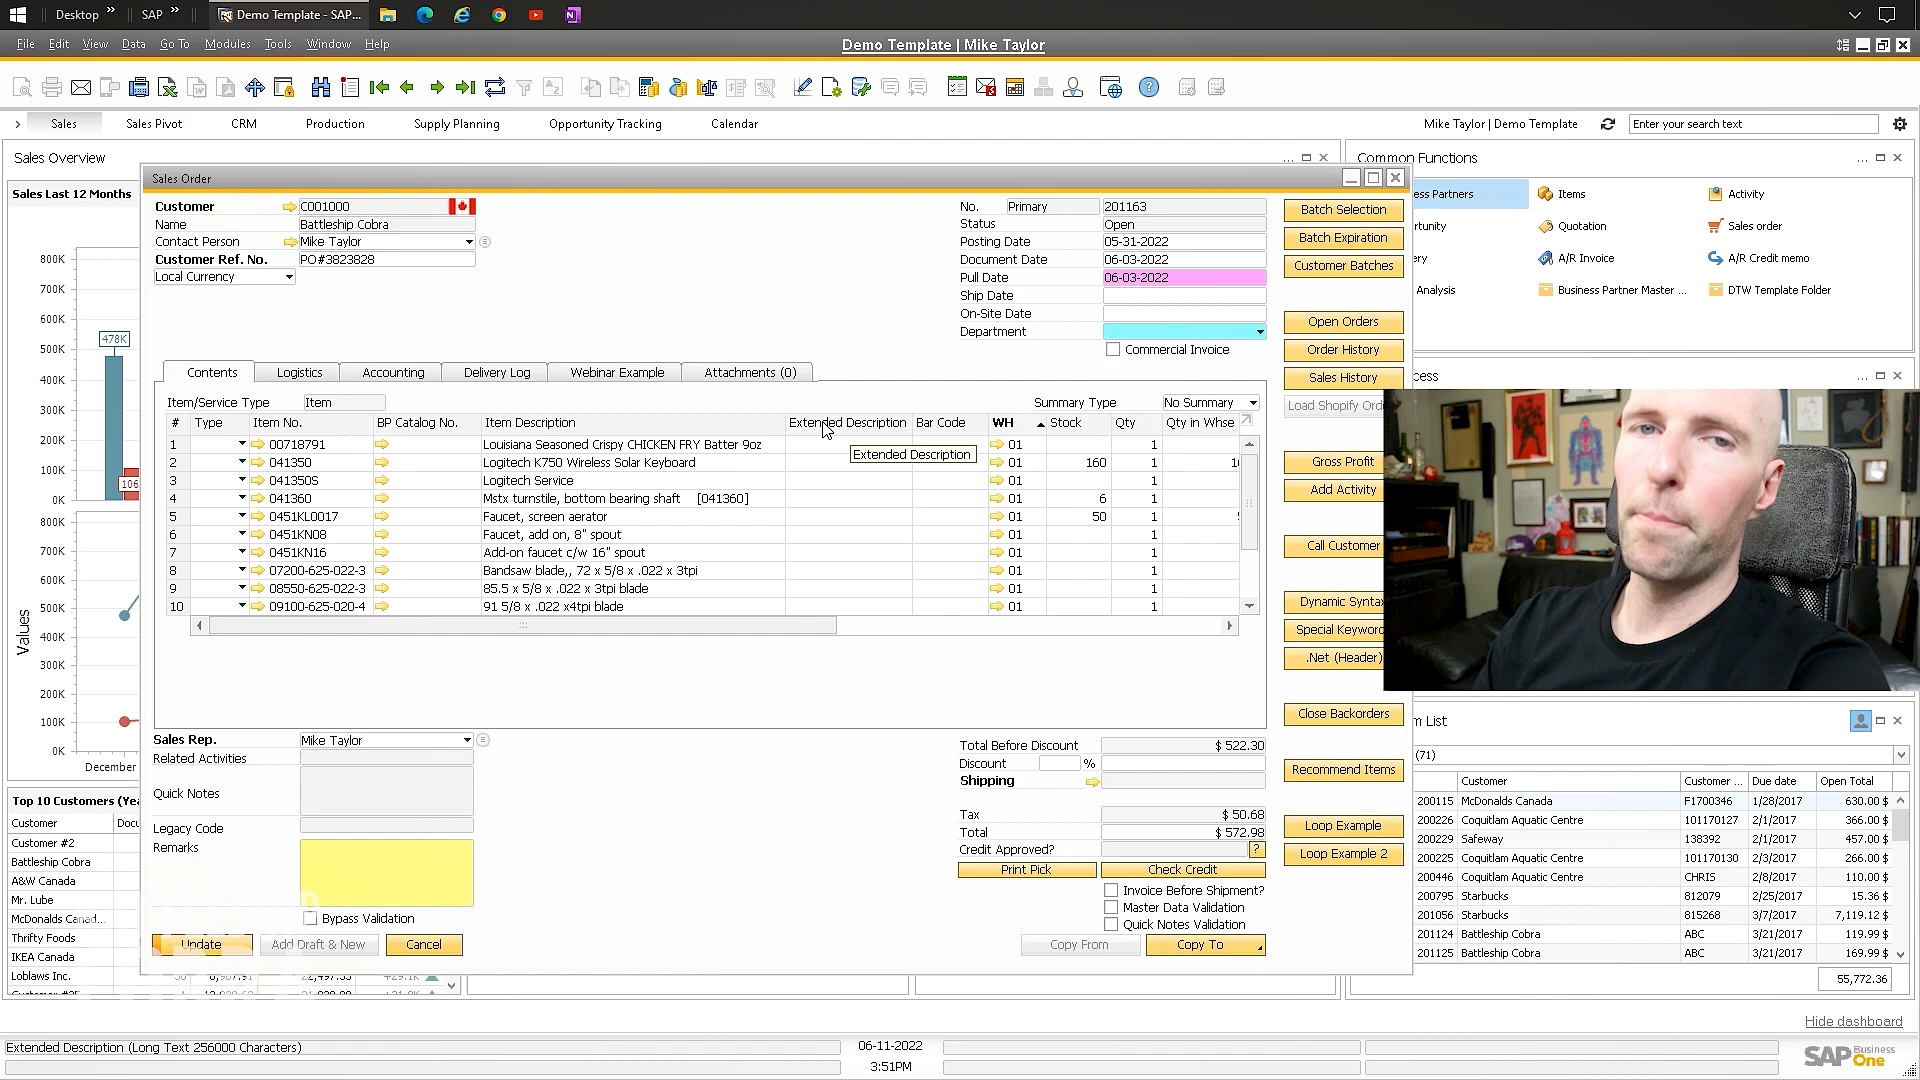 Desktop » SAP » Demo Template - SAP...
File Edit View Data Go To Modules Tools Window Help
Demo Template | Mike Taylor
Sales Sales Pivot CRM Production Supply Planning Opportunity Tracking Calendar
Mike Taylor | Demo Template Enter your search text
Sales Overview
Common Functions
Sales Last 12 Months
800K
700K
600K
500K
400K
300K
200K
100K
0K
478K
106
800K
700K
600K
500K
400K
300K
200K
100K
0K
Values
December
Top 10 Customers (Yea
Customer Docu
Customer #2
Battleship Cobra
A&W Canada
Mr. Lube
McDonalds Canad...
Thrifty Foods
IKEA Canada
Loblaws Inc.
Sales Order
Customer C001000
Name Battleship Cobra
Contact Person Mike Taylor
Customer Ref. No. PO#3823828
Local Currency
No. Primary 201163
Status Open
Posting Date 05-31-2022
Document Date 06-03-2022
Pull Date 06-03-2022
Ship Date
On-Site Date
Department
Commercial Invoice
Contents Logistics Accounting Delivery Log Webinar Example Attachments (0)
Item/Service Type Item Summary Type No Summary
# Type Item No. BP Catalog No. Item Description Extended Description Bar Code WH Stock Qty Qty in Whse
1 00718791 Louisiana Seasoned Crispy CHICKEN FRY Batter 9oz 01 1
Extended Description
2 041350 Logitech K750 Wireless Solar Keyboard 01 160 1
3 041350S Logitech Service 01 1
4 041360 Mstx turnstile, bottom bearing shaft [041360] 01 6 1
5 0451KL0017 Faucet, screen aerator 01 50 1
6 0451KN08 Faucet, add on, 8" spout 01 1
7 0451KN16 Add-on faucet c/w 16" spout 01 1
8 07200-625-022-3 Bandsaw blade,, 72 x 5/8 x .022 x 3tpi 01 1
9 08550-625-022-3 85.5 x 5/8 x .022 x 3tpi blade 01 1
10 09100-625-020-4 91 5/8 x .022 x4tpi blade 01 1
Sales Rep. Mike Taylor
Related Activities
Quick Notes
Legacy Code
Remarks
Bypass Validation
Update Add Draft & New Cancel
Total Before Discount $ 522.30
Discount %
Shipping
Tax $ 50.68
Total $ 572.98
Credit Approved? ?
Print Pick Check Credit
Invoice Before Shipment?
Master Data Validation
Quick Notes Validation
Copy From Copy To
Batch Selection
Batch Expiration
Customer Batches
Open Orders
Order History
Sales History
Load Shopify Ord
Gross Profit
Add Activity
Call Customer
Dynamic Syntax
Special Keyword
.Net (Header)
Close Backorders
Recommend Items
Loop Example
Loop Example 2
ess Partners Items Activity
rtunity Quotation Sales order
ry A/R Invoice A/R Credit memo
Analysis Business Partner Master ... DTW Template Folder
cess
m List
(71)
Customer Customer ... Due date Open Total
200115 McDonalds Canada F1700346 1/28/2017 630.00 $
200226 Coquitlam Aquatic Centre 101170127 2/1/2017 366.00 $
200229 Safeway 138392 2/1/2017 457.00 $
200225 Coquitlam Aquatic Centre 101170130 2/3/2017 266.00 $
200446 Coquitlam Aquatic Centre CHRIS 2/8/2017 110.00 $
200795 Starbucks 812079 2/25/2017 15.36 $
201056 Starbucks 815268 3/7/2017 7,119.12 $
201124 Battleship Cobra ABC 3/21/2017 119.99 $
201125 Battleship Cobra ABC 3/21/2017 169.99 $
55,772.36
Hide dashboard
Extended Description (Long Text 256000 Characters)
06-11-2022
3:51PM
SAP Business One